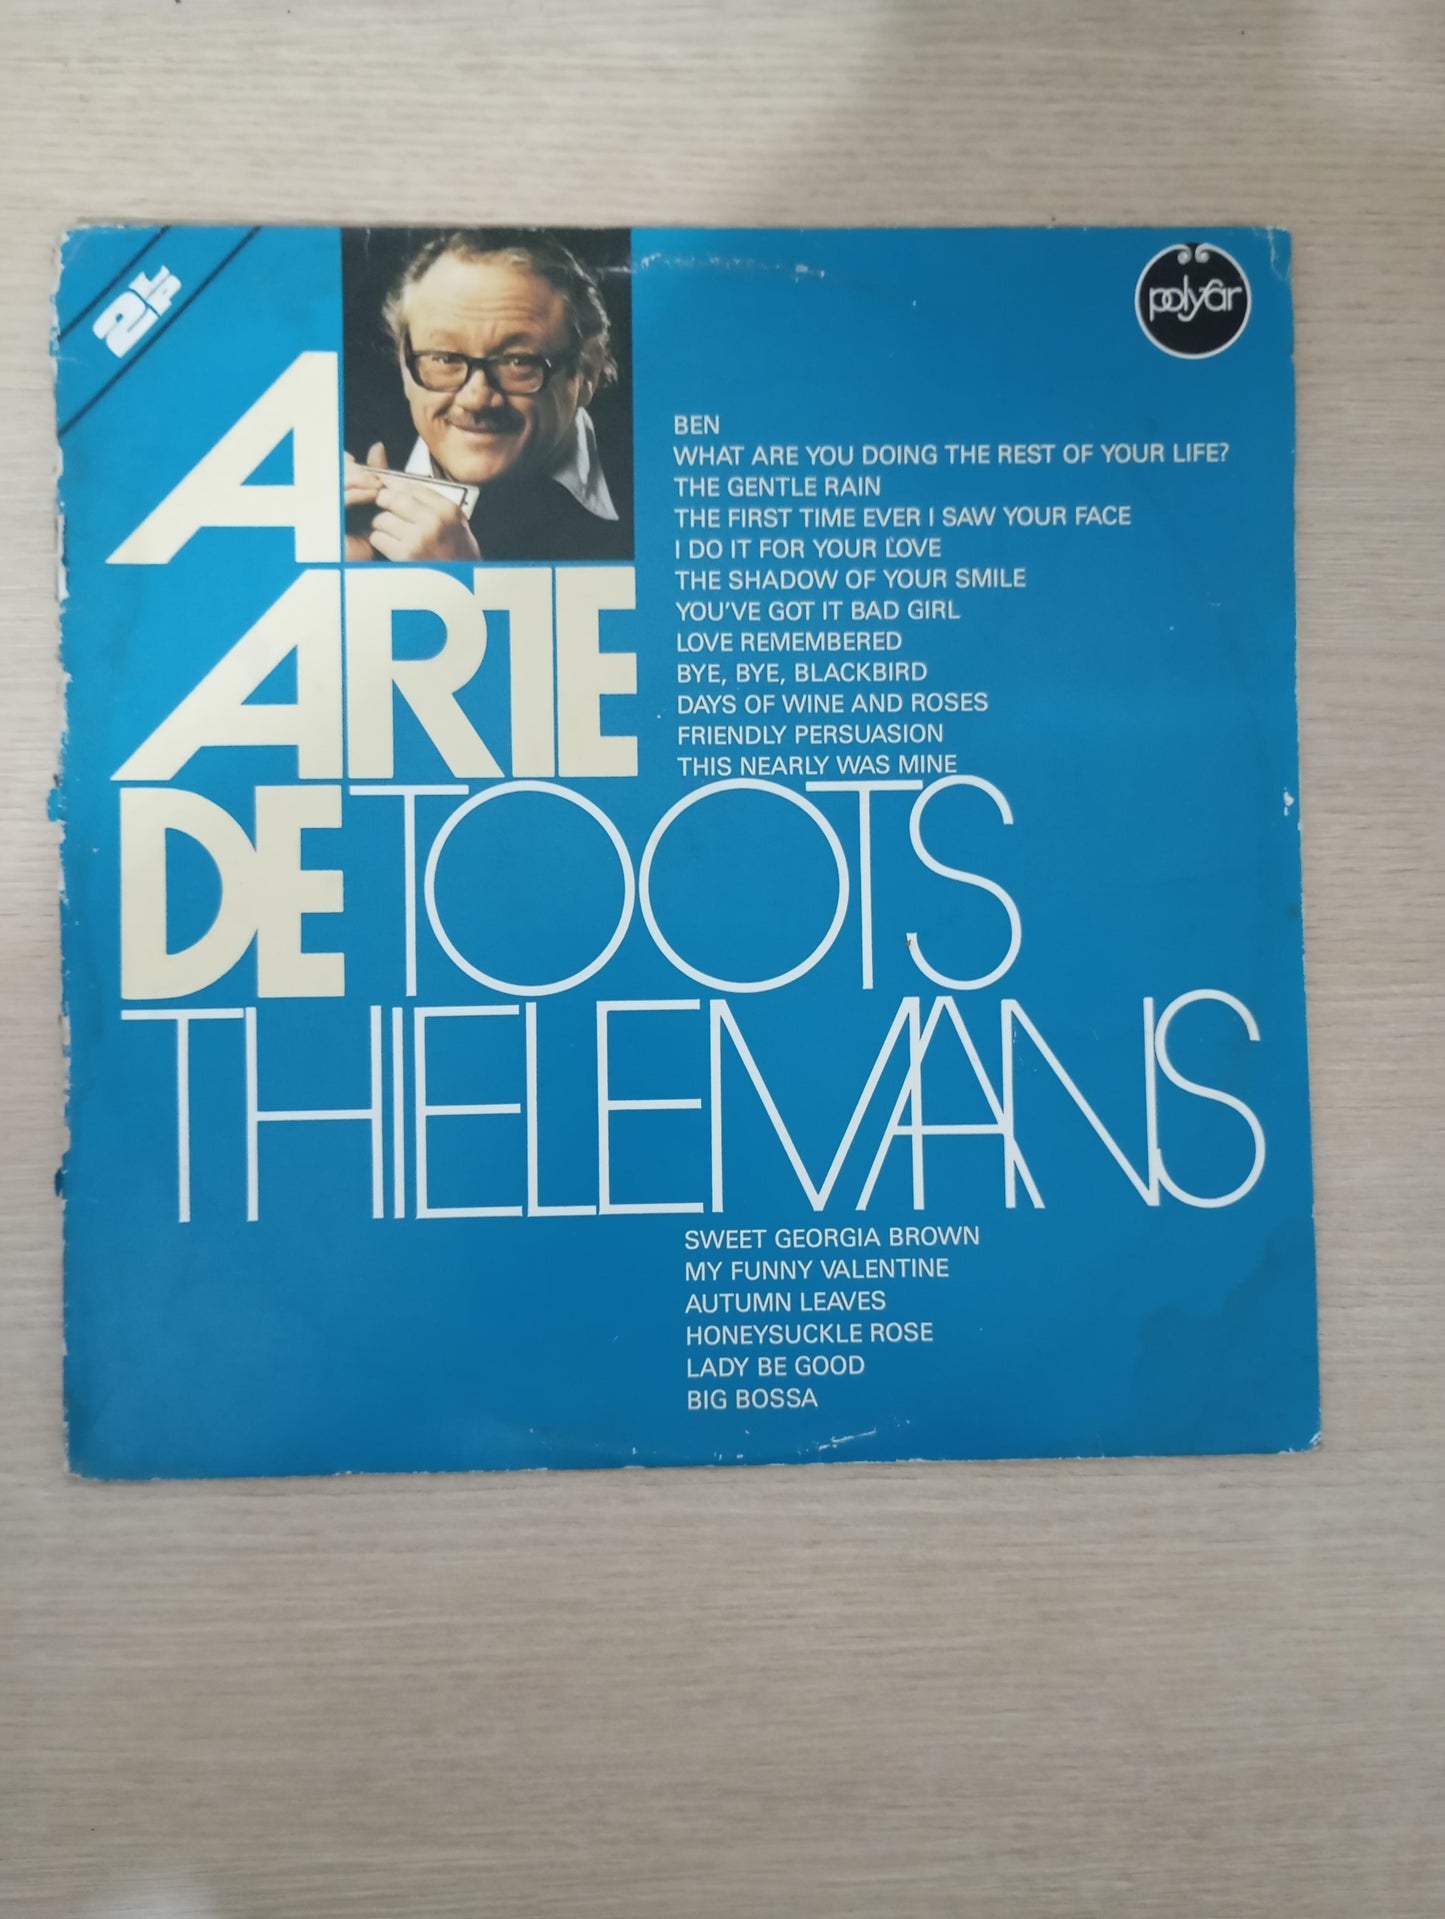 2LP
polyfar
A
ARTE
DE TOOTS
THIELEMANS
BEN
WHAT ARE YOU DOING THE REST OF YOUR LIFE?
THE GENTLE RAIN
THE FIRST TIME EVER I SAW YOUR FACE
I DO IT FOR YOUR LOVE
THE SHADOW OF YOUR SMILE
YOU'VE GOT IT BAD GIRL
LOVE REMEMBERED
BYE, BYE, BLACKBIRD
DAYS OF WINE AND ROSES
FRIENDLY PERSUASION
THIS NEARLY WAS MINE
SWEET GEORGIA BROWN
MY FUNNY VALENTINE
AUTUMN LEAVES
HONEYSUCKLE ROSE
LADY BE GOOD
BIG BOSSA